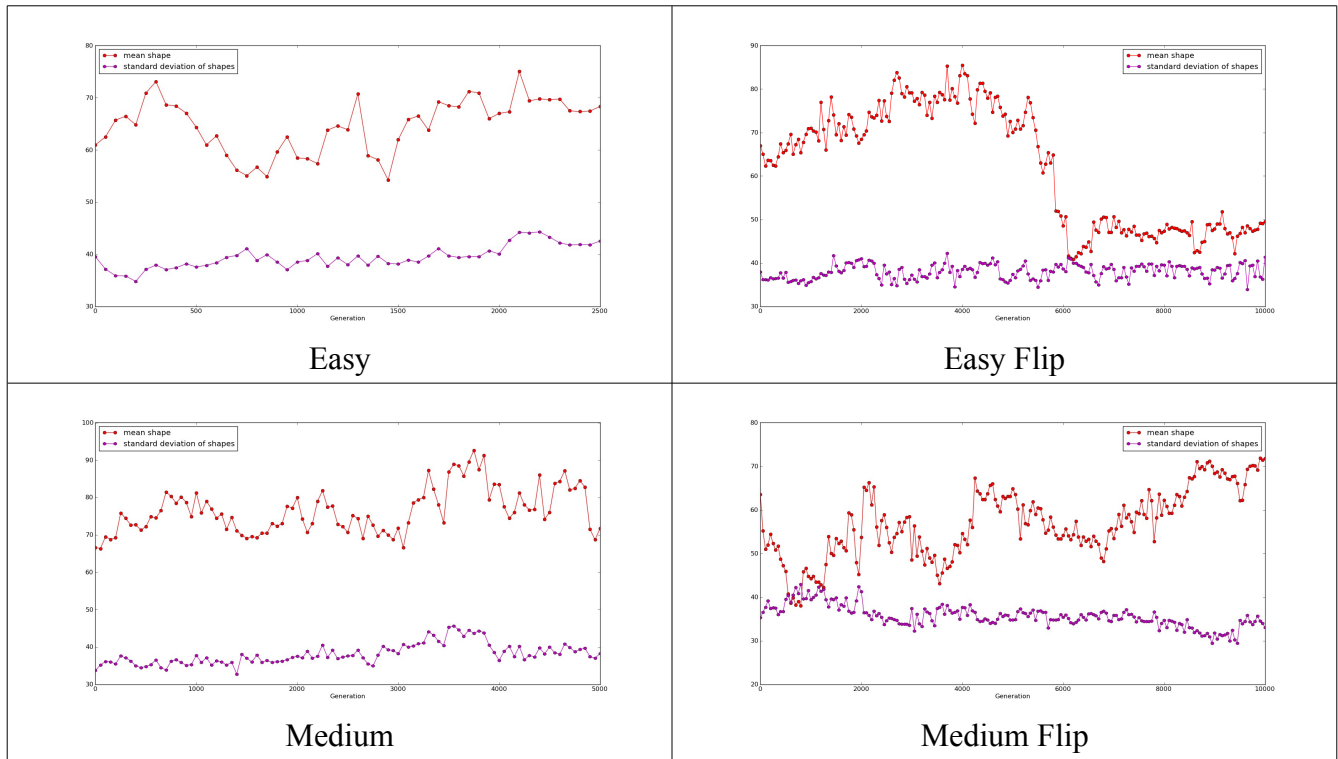 80
70
60
50
40
30
mean shape
standard deviation of shapes
0 500 1000 1500 2000 2500
Generation
Easy
90
80
70
60
50
40
30
mean shape
standard deviation of shapes
0 2000 4000 6000 8000 10000
Generation
Easy Flip
100
90
80
70
60
50
40
30
mean shape
standard deviation of shapes
0 1000 2000 3000 4000 5000
Generation
Medium
80
70
60
50
40
30
20
mean shape
standard deviation of shapes
0 2000 4000 6000 8000 10000
Generation
Medium Flip